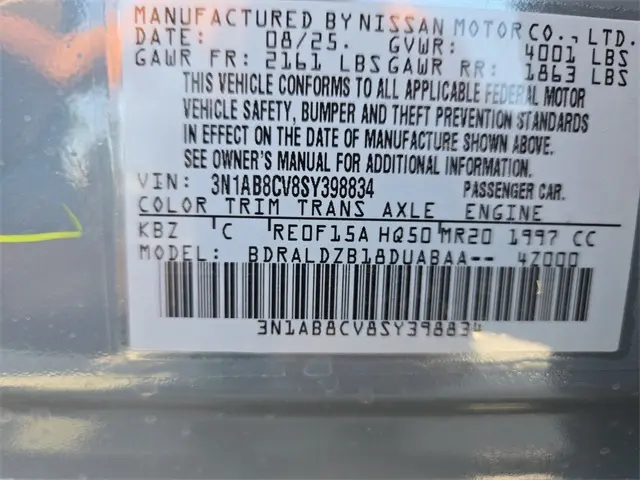 MANUFACTURED BY NISSAN MOTOR CO., LTD.
DATE: 08/25. GVWR: 4001 LBS
GAWR FR: 2161 LBS GAWR RR: 1863 LBS
THIS VEHICLE CONFORMS TO ALL APPLICABLE FEDERAL MOTOR
VEHICLE SAFETY, BUMPER AND THEFT PREVENTION STANDARDS
IN EFFECT ON THE DATE OF MANUFACTURE SHOWN ABOVE.
SEE OWNER'S MANUAL FOR ADDITIONAL INFORMATION.
VIN: 3N1AB8CV8SY398834 PASSENGER CAR.
COLOR TRIM TRANS AXLE ENGINE
KBZ C RE0F15A HQ50 MR20 1997 CC
MODEL: BDRALDZB18DUABAA-- 4Z000
3N1AB8CV8SY398834